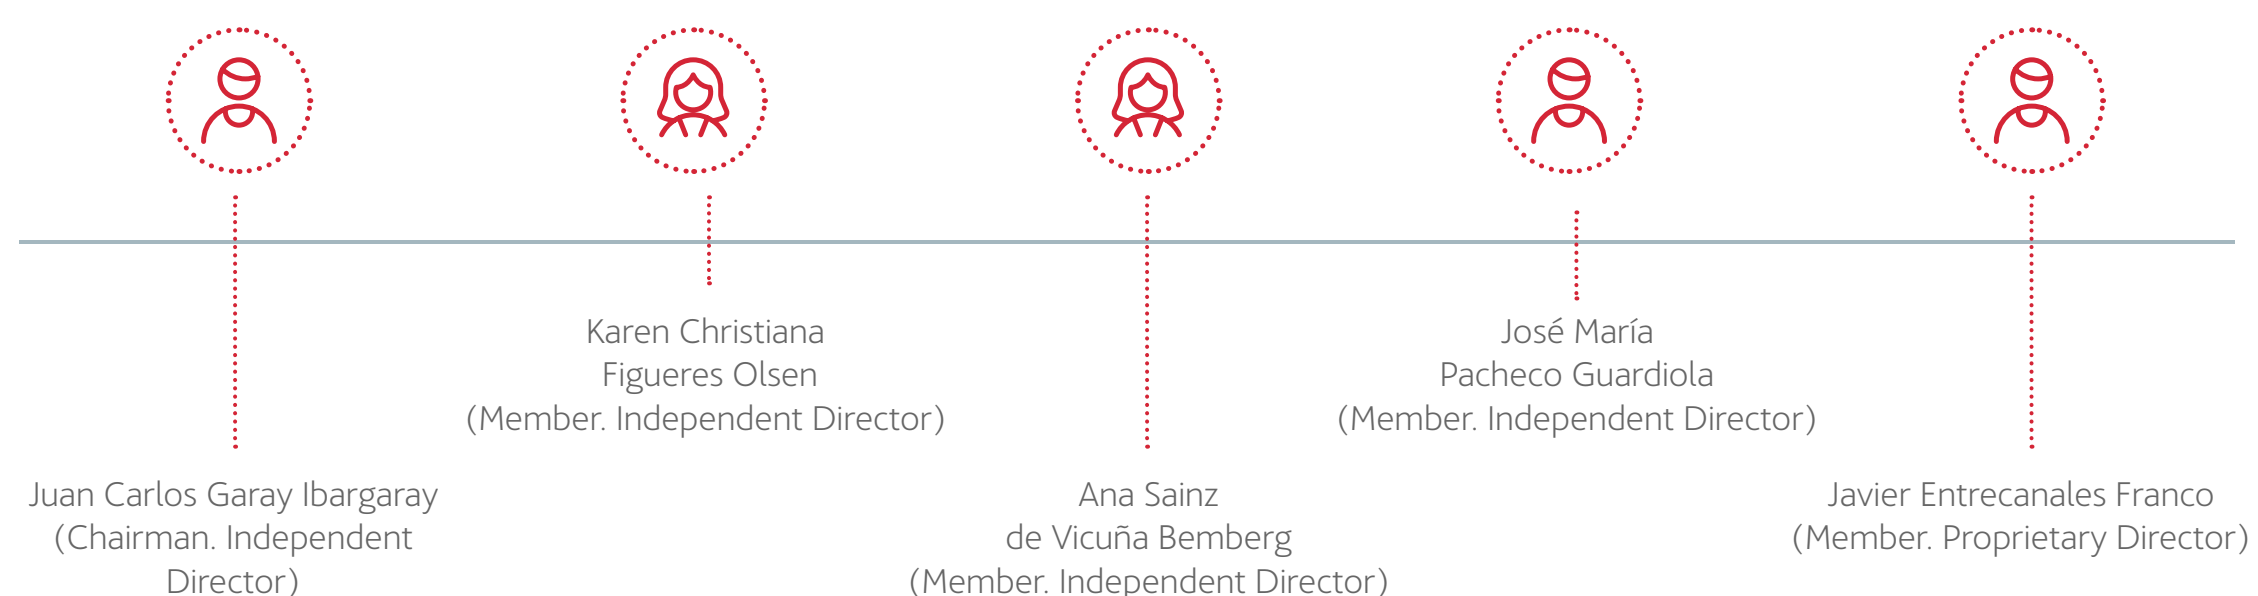 Karen Christiana
Figueres Olsen
(Member. Independent Director)
José María
Pacheco Guardiola
(Member. Independent Director)
Juan Carlos Garay Ibargaray
(Chairman. Independent
Director)
Ana Sainz
de Vicuña Bemberg
(Member. Independent Director)
Javier Entrecanales Franco
(Member. Proprietary Director)